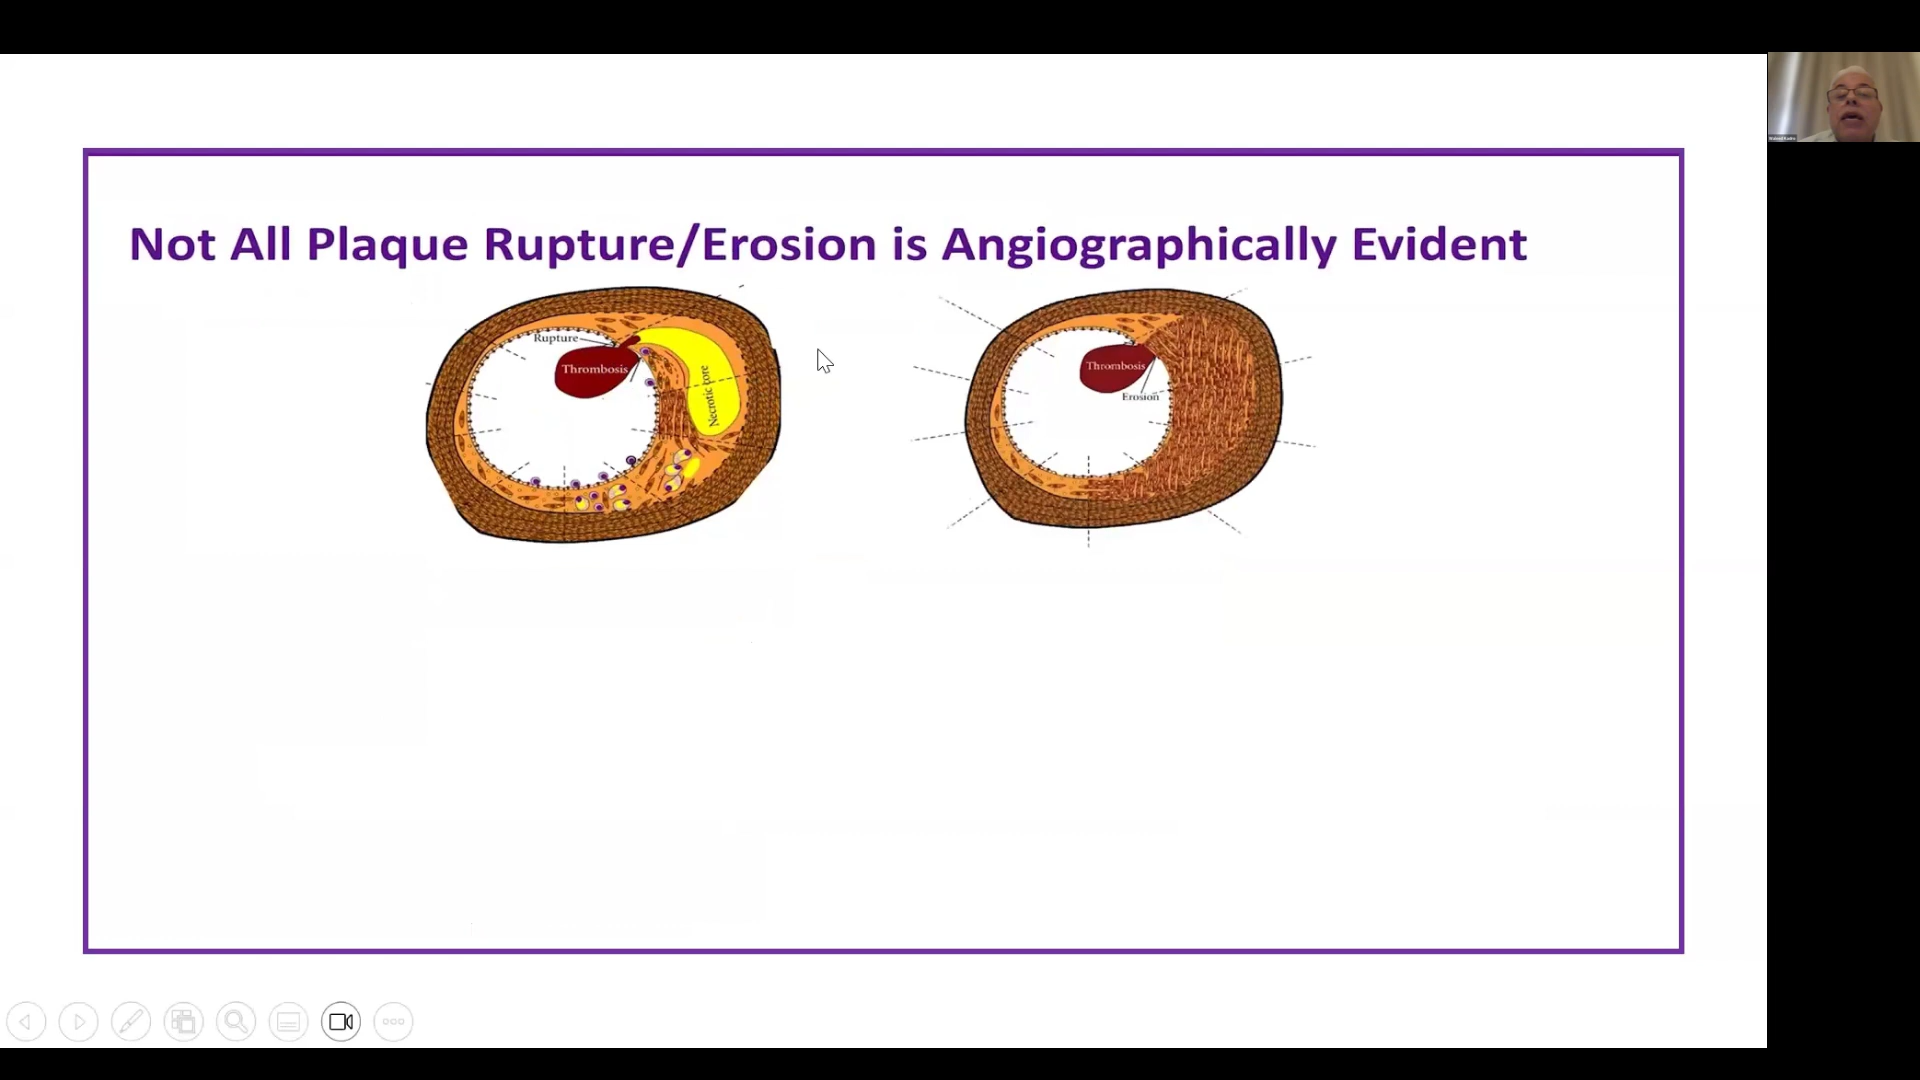 Not All Plaque Rupture/Erosion is Angiographically Evident
Rupture
Thrombosis
Necrotic core
Thrombosis
Erosion